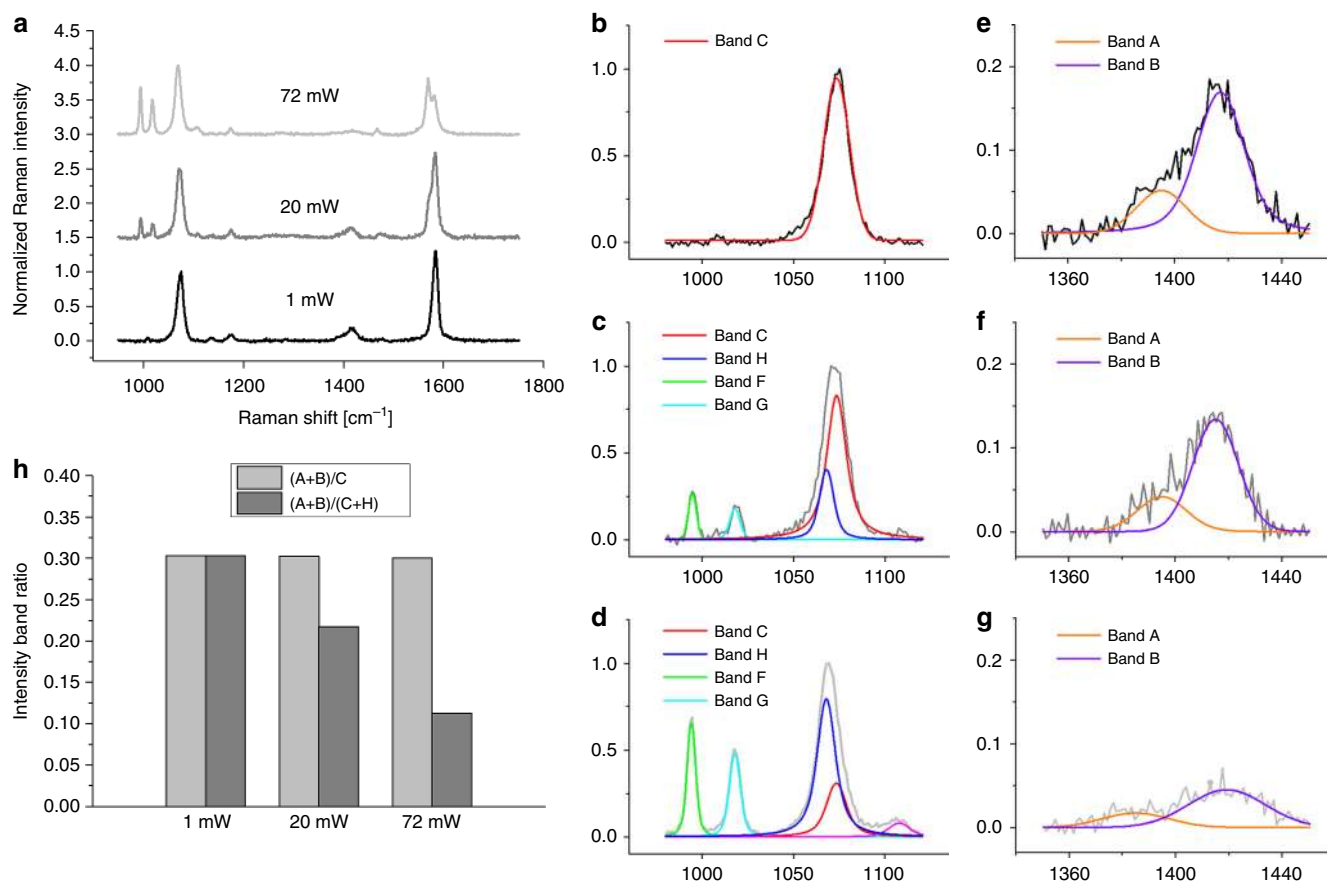 a
Normalized Raman intensity
4.5
4.0
3.5
3.0
2.5
2.0
1.5
1.0
0.5
0.0
72 mW
20 mW
1 mW
1000 1200 1400 1600 1800
Raman shift [cm⁻¹]
b
Band C
1.0
0.5
0.0
1000 1050 1100
c
Band C
Band H
Band F
Band G
1.0
0.5
0.0
1000 1050 1100
d
Band C
Band H
Band F
Band G
1.0
0.5
0.0
1000 1050 1100
e
Band A
Band B
0.2
0.1
0.0
1360 1400 1440
f
Band A
Band B
0.2
0.1
0.0
1360 1400 1440
g
Band A
Band B
0.2
0.1
0.0
1360 1400 1440
h
Intensity band ratio
(A+B)/C
(A+B)/(C+H)
0.40
0.35
0.30
0.25
0.20
0.15
0.10
0.05
0.00
1 mW 20 mW 72 mW